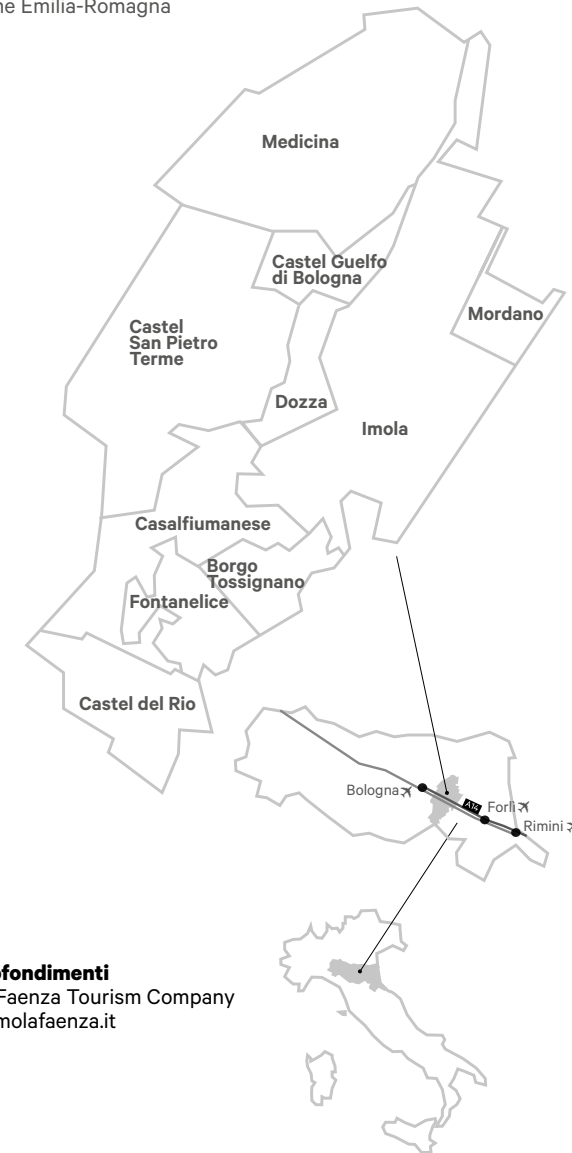 ne Emilia-Romagna
Medicina
Castel Guelfo
di Bologna
Mordano
Castel
San Pietro
Terme
Dozza
Imola
Casalfiumanese
Borgo
Tossignano
Fontanelice
Castel del Rio
Bologna
A14
Forlì
Rimini
ofondimenti
Faenza Tourism Company
molafaenza.it